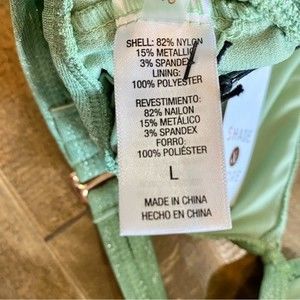 SHELL: 82% NYLON
15% METALLIC
3% SPANDEX
LINING:
100% POLYESTER
REVESTIMIENTO:
82% NAILON
15% METÁLICO
3% SPANDEX
FORRO:
100% POLIÉSTER
L
MADE IN CHINA
HECHO EN CHINA
SHADE
&